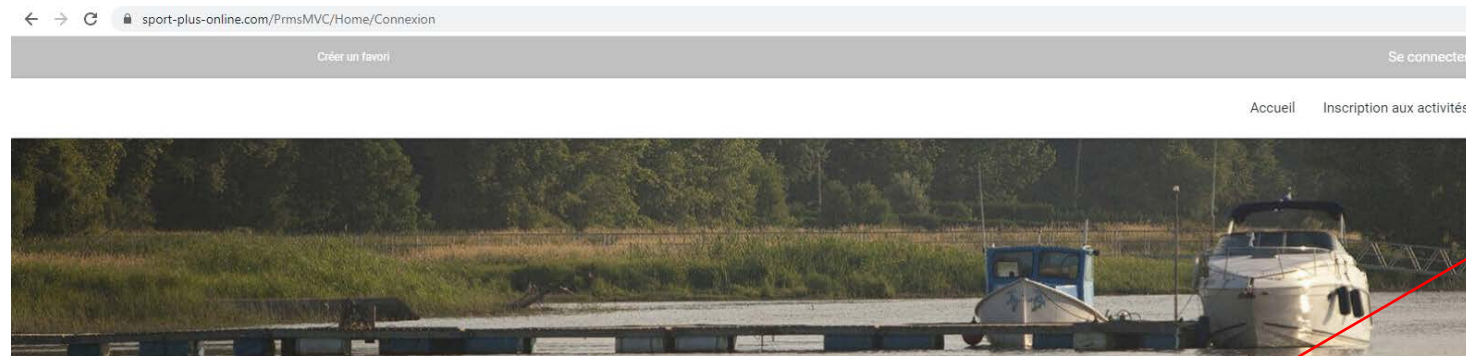 sport-plus-online.com/PrmsMVC/Home/Connexion
Créer un favori
Se connecter
Accueil Inscription aux activités